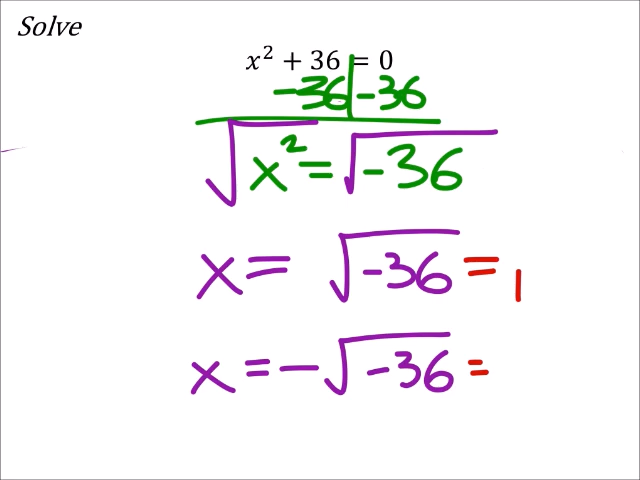 Solve
x² + 36 = 0
-36 | -36
√x² = √-36
x = √-36 = ı
x = -√-36 =